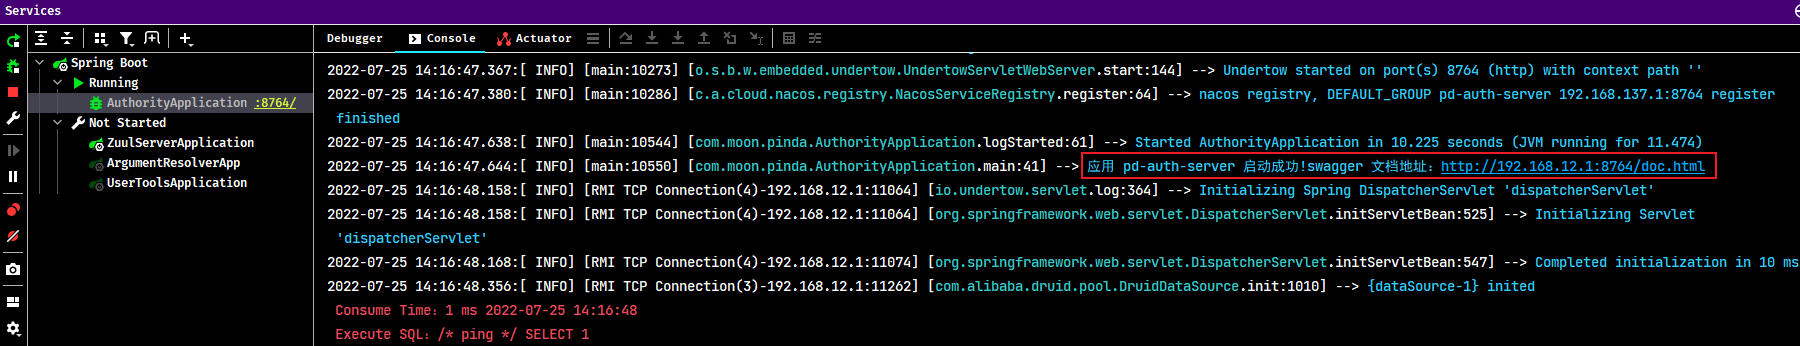 Services
Debugger Console Actuator
Spring Boot
Running
AuthorityApplication :8764/
Not Started
ZuulServerApplication
ArgumentResolverApp
UserToolsApplication
2022-07-25 14:16:47.367:[ INFO] [main:10273] [o.s.b.w.embedded.undertow.UndertowServletWebServer.start:144] --> Undertow started on port(s) 8764 (http) with context path ''
2022-07-25 14:16:47.380:[ INFO] [main:10286] [c.a.cloud.nacos.registry.NacosServiceRegistry.register:64] --> nacos registry, DEFAULT_GROUP pd-auth-server 192.168.137.1:8764 register
finished
2022-07-25 14:16:47.638:[ INFO] [main:10544] [com.moon.pinda.AuthorityApplication.logStarted:61] --> Started AuthorityApplication in 10.225 seconds (JVM running for 11.474)
2022-07-25 14:16:47.644:[ INFO] [main:10550] [com.moon.pinda.AuthorityApplication.main:41] --> 应用 pd-auth-server 启动成功!swagger 文档地址：http://192.168.12.1:8764/doc.html
2022-07-25 14:16:48.158:[ INFO] [RMI TCP Connection(4)-192.168.12.1:11064] [io.undertow.servlet.log:364] --> Initializing Spring DispatcherServlet 'dispatcherServlet'
2022-07-25 14:16:48.158:[ INFO] [RMI TCP Connection(4)-192.168.12.1:11064] [org.springframework.web.servlet.DispatcherServlet.initServletBean:525] --> Initializing Servlet
'dispatcherServlet'
2022-07-25 14:16:48.168:[ INFO] [RMI TCP Connection(4)-192.168.12.1:11074] [org.springframework.web.servlet.DispatcherServlet.initServletBean:547] --> Completed initialization in 10 ms
2022-07-25 14:16:48.356:[ INFO] [RMI TCP Connection(3)-192.168.12.1:11262] [com.alibaba.druid.pool.DruidDataSource.init:1010] --> {dataSource-1} inited
Consume Time：1 ms 2022-07-25 14:16:48
Execute SQL：/* ping */ SELECT 1